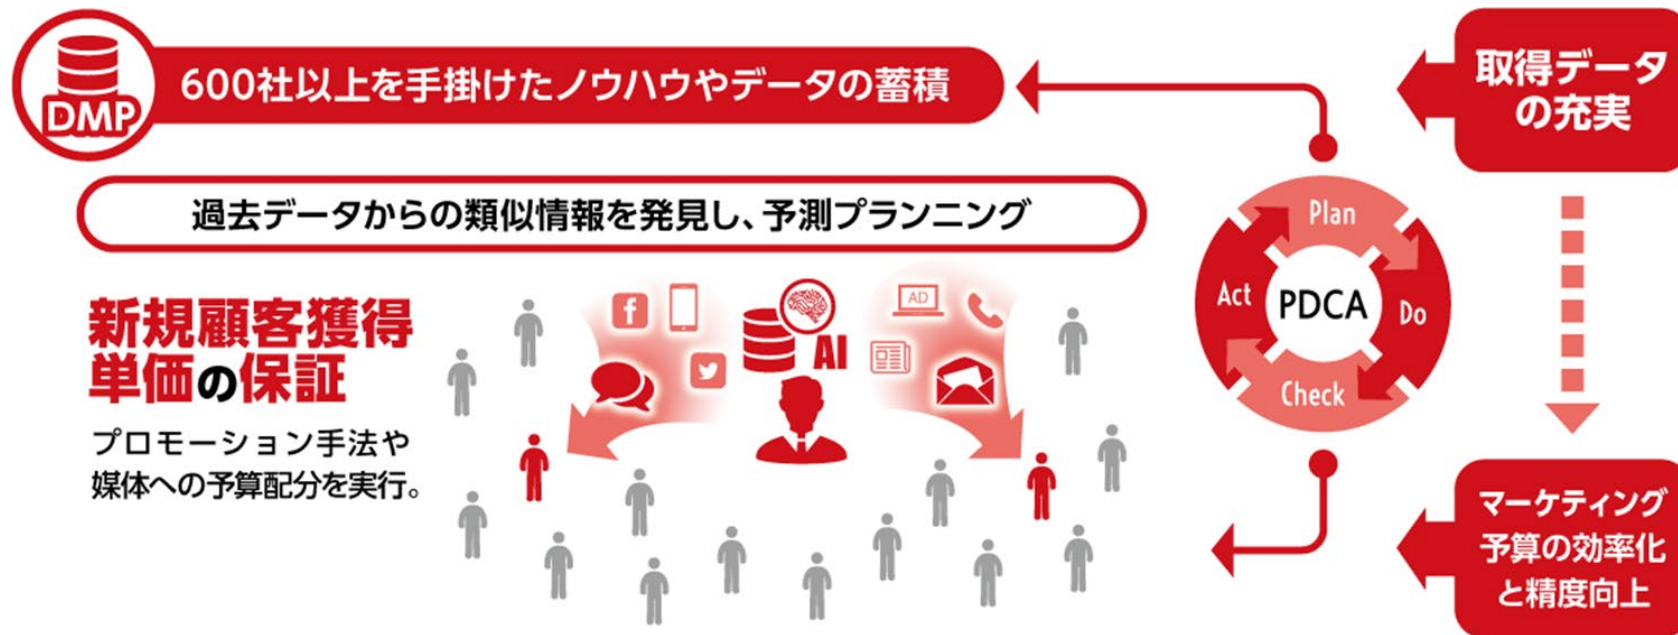 DMP
600社以上を手掛けたノウハウやデータの蓄積
過去データからの類似情報を発見し、予測プランニング
新規顧客獲得
単価の保証
プロモーション手法や
媒体への予算配分を実行。
f
AD
AI
Plan
Do
Check
Act
PDCA
取得データ
の充実
マーケティング
予算の効率化
と精度向上